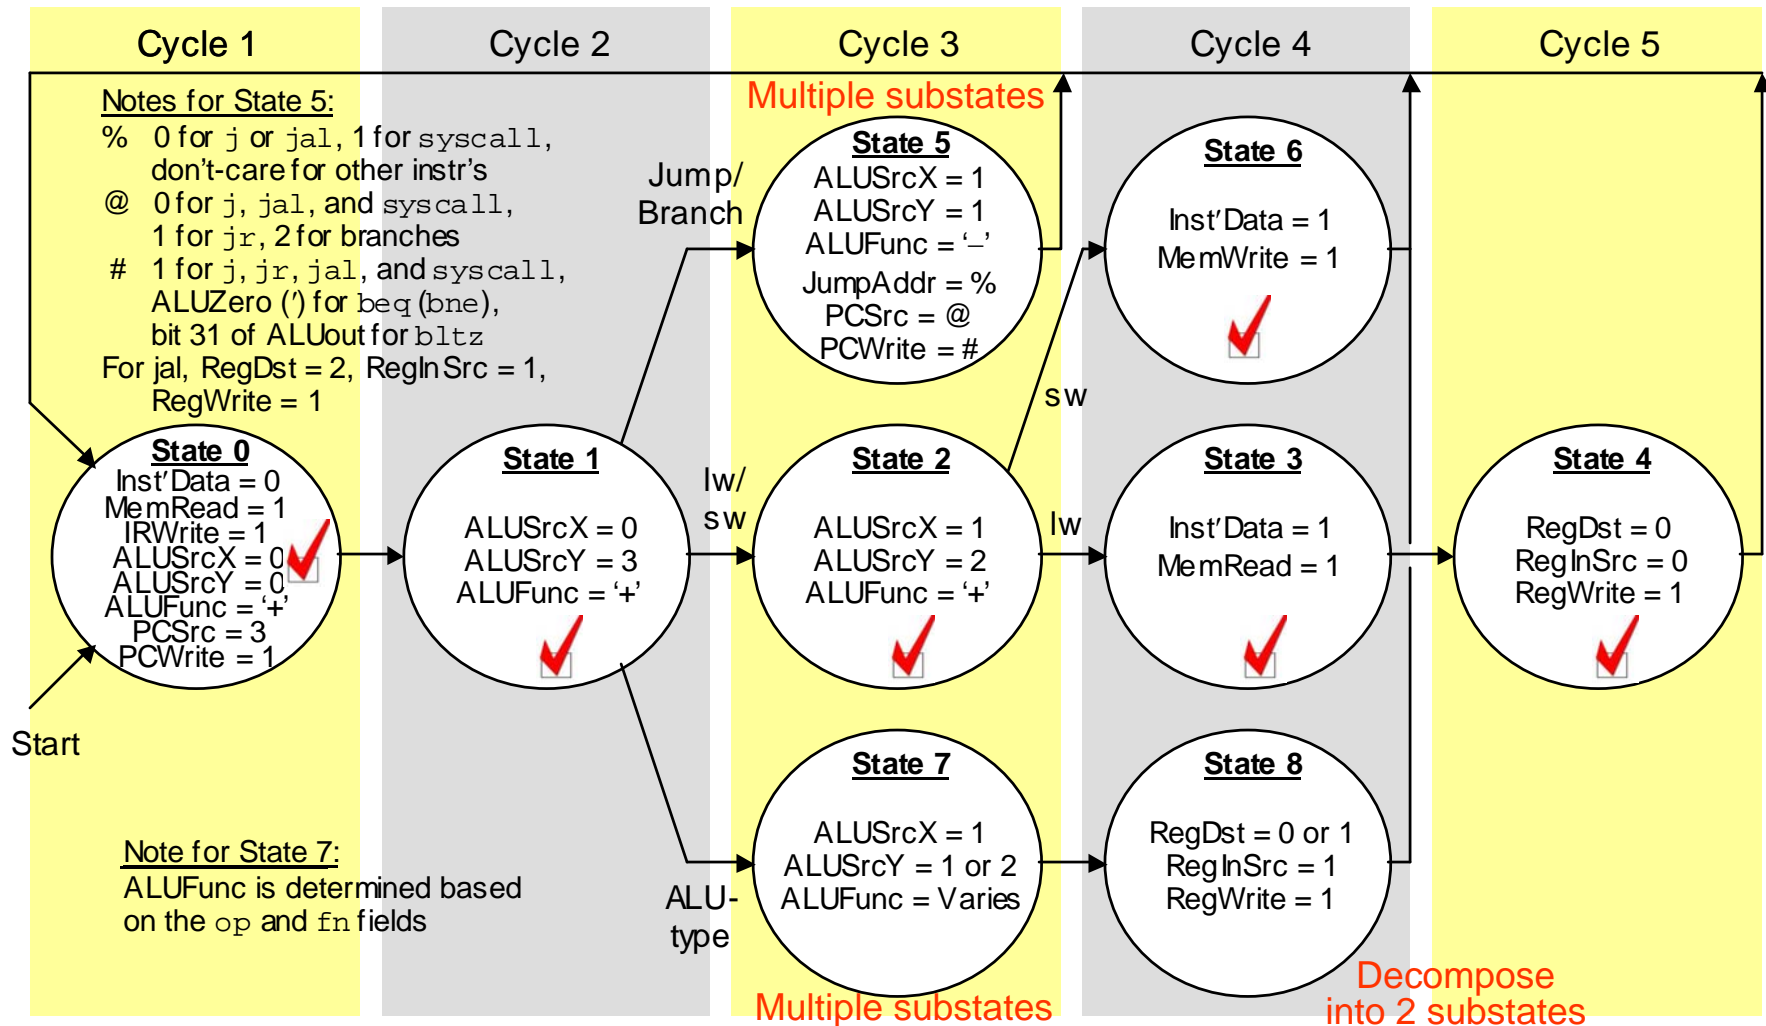 Cycle 1
Cycle 2
Cycle 3
Cycle 4
Cycle 5
Notes for State 5:
% 0 for j or jal, 1 for syscall,
don't-care for other instr's
@ 0 for j, jal, and syscall,
1 for jr, 2 for branches
# 1 for j, jr, jal, and syscall,
ALUZero (′) for beq (bne),
bit 31 of ALUout for bltz
For jal, RegDst = 2, RegInSrc = 1,
RegWrite = 1
Multiple substates
Jump/
Branch
State 5
ALUSrcX = 1
ALUSrcY = 1
ALUFunc = ‘–’
JumpAddr = %
PCSrc = @
PCWrite = #
State 6
Inst′Data = 1
MemWrite = 1
sw
State 0
Inst′Data = 0
MemRead = 1
IRWrite = 1
ALUSrcX = 0
ALUSrcY = 0
ALUFunc = ‘+’
PCSrc = 3
PCWrite = 1
Start
State 1
ALUSrcX = 0
ALUSrcY = 3
ALUFunc = ‘+’
lw/
sw
State 2
ALUSrcX = 1
ALUSrcY = 2
ALUFunc = ‘+’
lw
State 3
Inst′Data = 1
MemRead = 1
State 4
RegDst = 0
RegInSrc = 0
RegWrite = 1
Note for State 7:
ALUFunc is determined based
on the op and fn fields
ALU-
type
State 7
ALUSrcX = 1
ALUSrcY = 1 or 2
ALUFunc = Varies
Multiple substates
State 8
RegDst = 0 or 1
RegInSrc = 1
RegWrite = 1
Decompose
into 2 substates